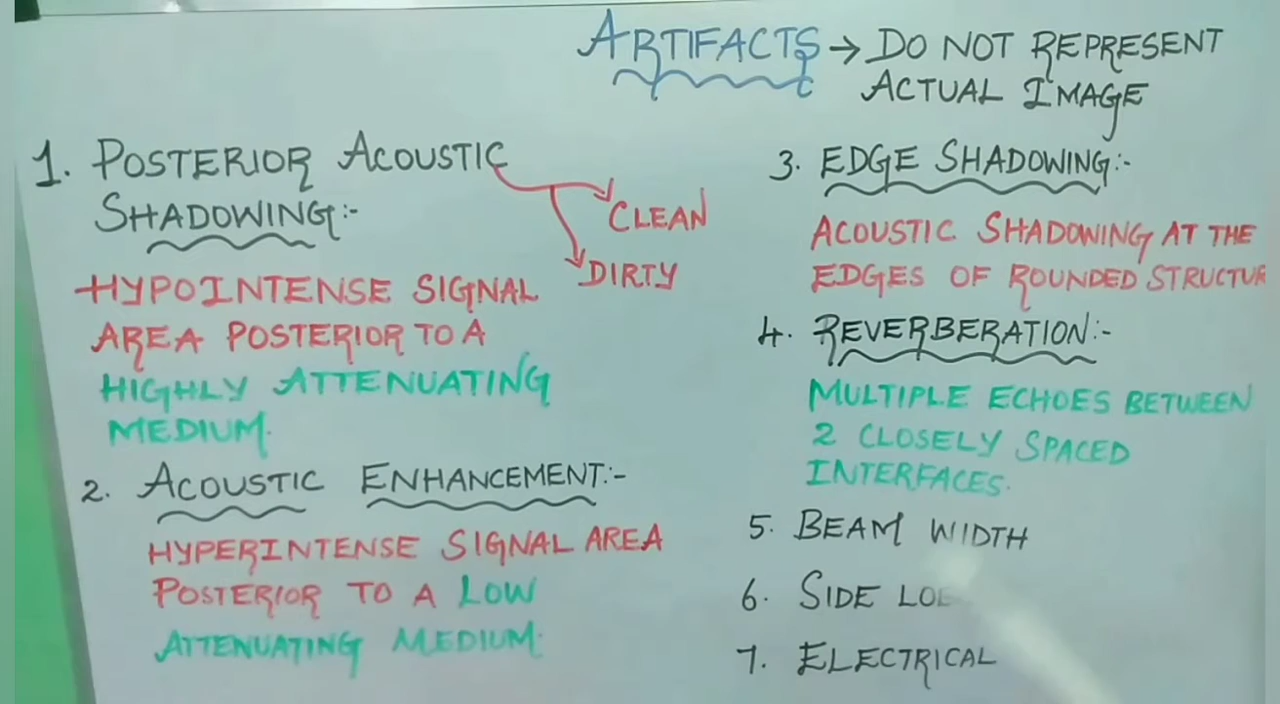 ARTIFACTS → DO NOT REPRESENT
ACTUAL IMAGE
1. POSTERIOR ACOUSTIC
SHADOWING:-
CLEAN
DIRTY
HYPOINTENSE SIGNAL
AREA POSTERIOR TO A
HIGHLY ATTENUATING
MEDIUM.
2. ACOUSTIC ENHANCEMENT:-
HYPERINTENSE SIGNAL AREA
POSTERIOR TO A LOW
ATTENUATING MEDIUM.
3. EDGE SHADOWING:-
ACOUSTIC SHADOWING AT THE
EDGES OF ROUNDED STRUCTUR
4. REVERBERATION:-
MULTIPLE ECHOES BETWEEN
2 CLOSELY SPACED
INTERFACES.
5. BEAM WIDTH
6. SIDE
7. ELECTRICAL